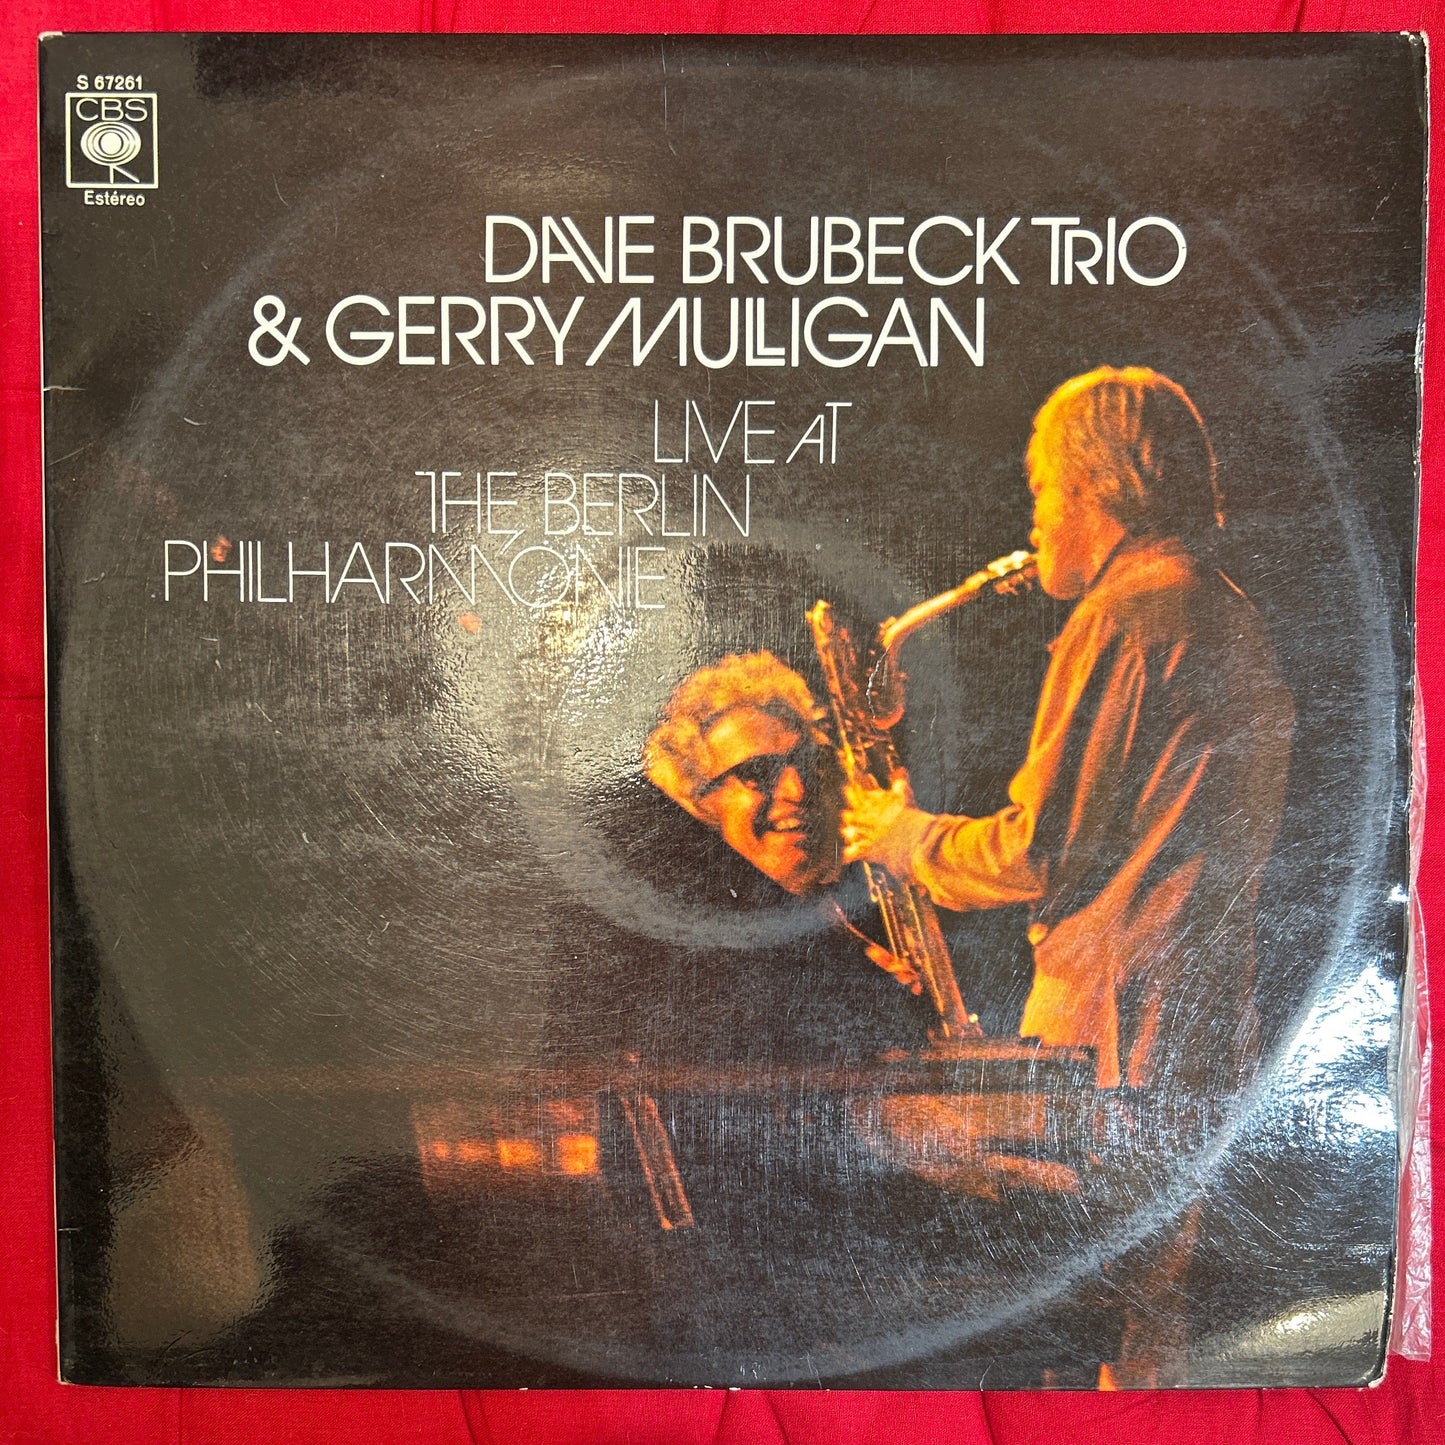 S 67261
CBS
Estéreo
DAVE BRUBECK TRIO
& GERRY MULLIGAN
LIVE AT
THE BERLIN
PHILHARMONIE